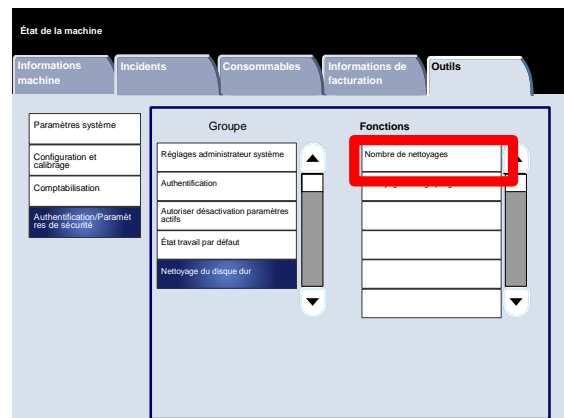 État de la machine
Informations
machine
Incidents
Consommables
Informations de
facturation
Outils
Paramètres système
Configuration et
calibrage
Comptabilisation
Authentification/Paramèt
res de sécurité
Groupe
Réglages administrateur système
Authentification
Autoriser désactivation paramètres
actifs
État travail par défaut
Nettoyage du disque dur
Fonctions
Nombre de nettoyages